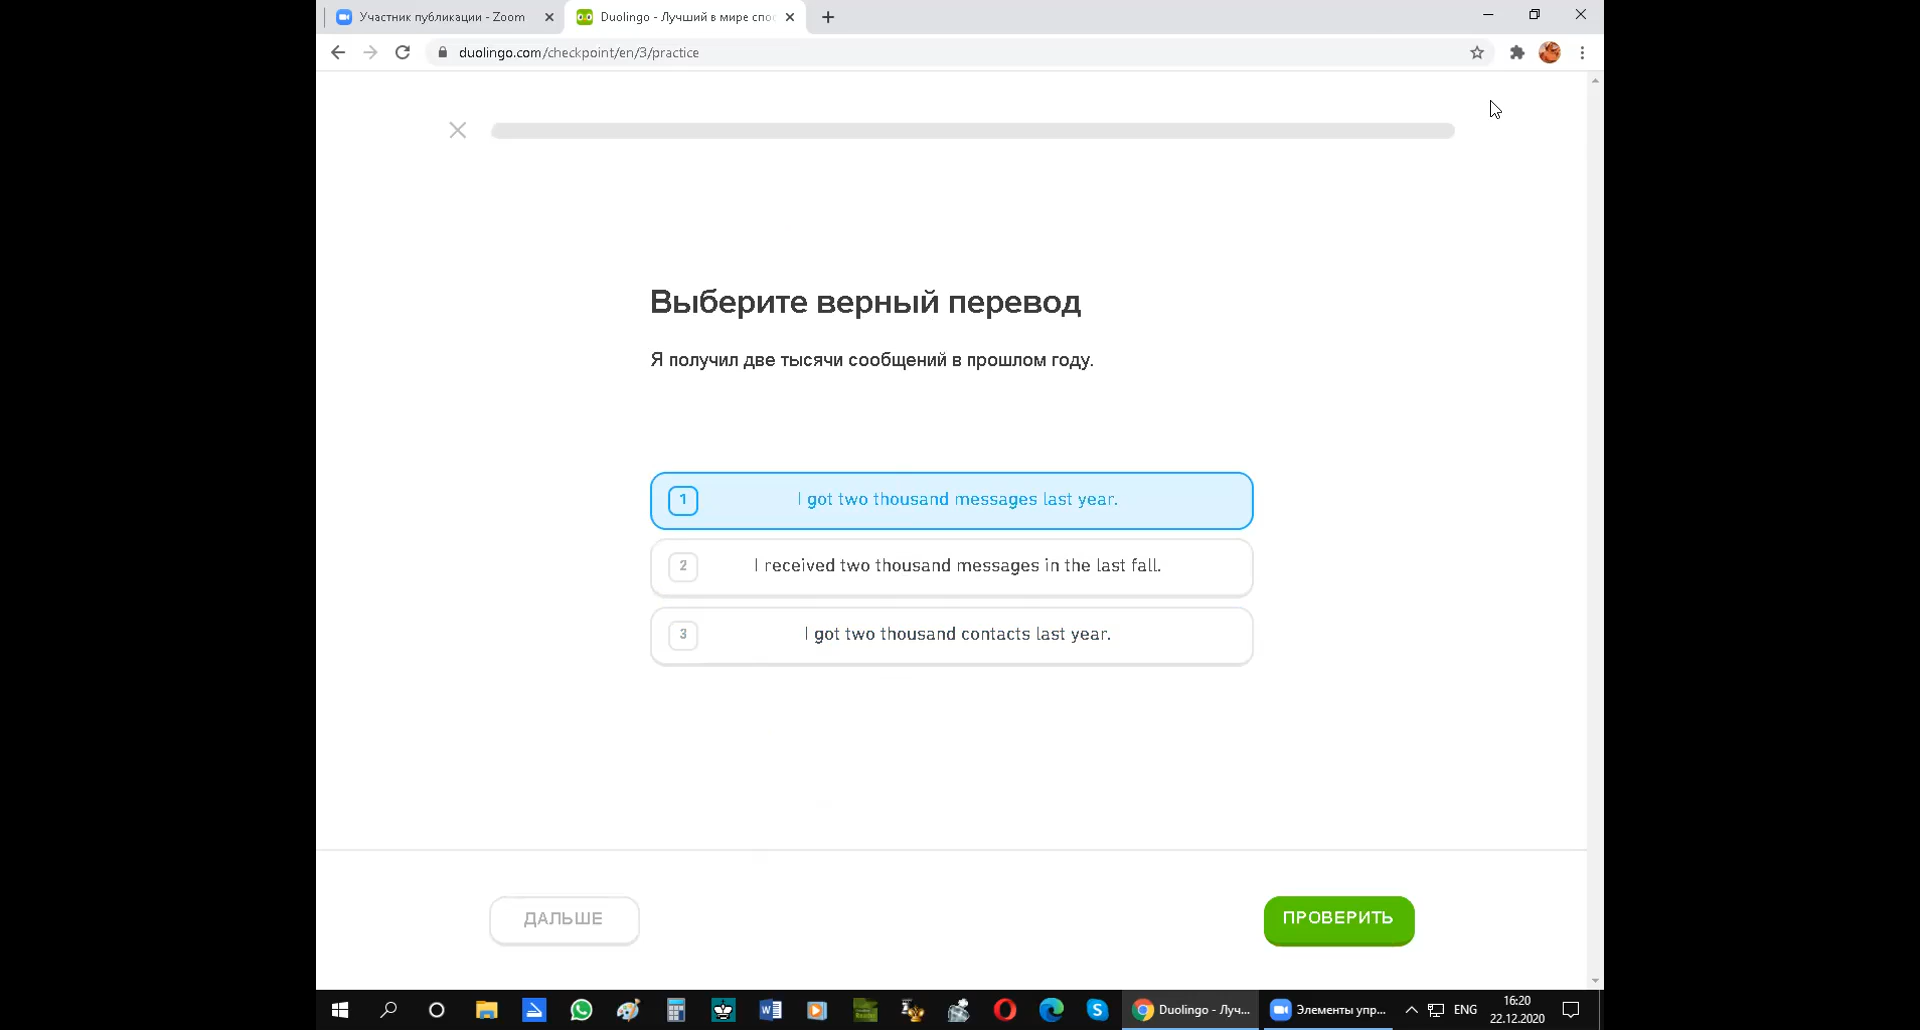 Участник публикации - Zoom
Duolingo - Лучший в мире спос
duolingo.com/checkpoint/en/3/practice
Выберите верный перевод
Я получил две тысячи сообщений в прошлом году.
1 I got two thousand messages last year.
2 I received two thousand messages in the last fall.
3 I got two thousand contacts last year.
ДАЛЬШЕ
ПРОВЕРИТЬ
Duolingo - Луч...
Элементы упр...
ENG
16:20
22.12.2020